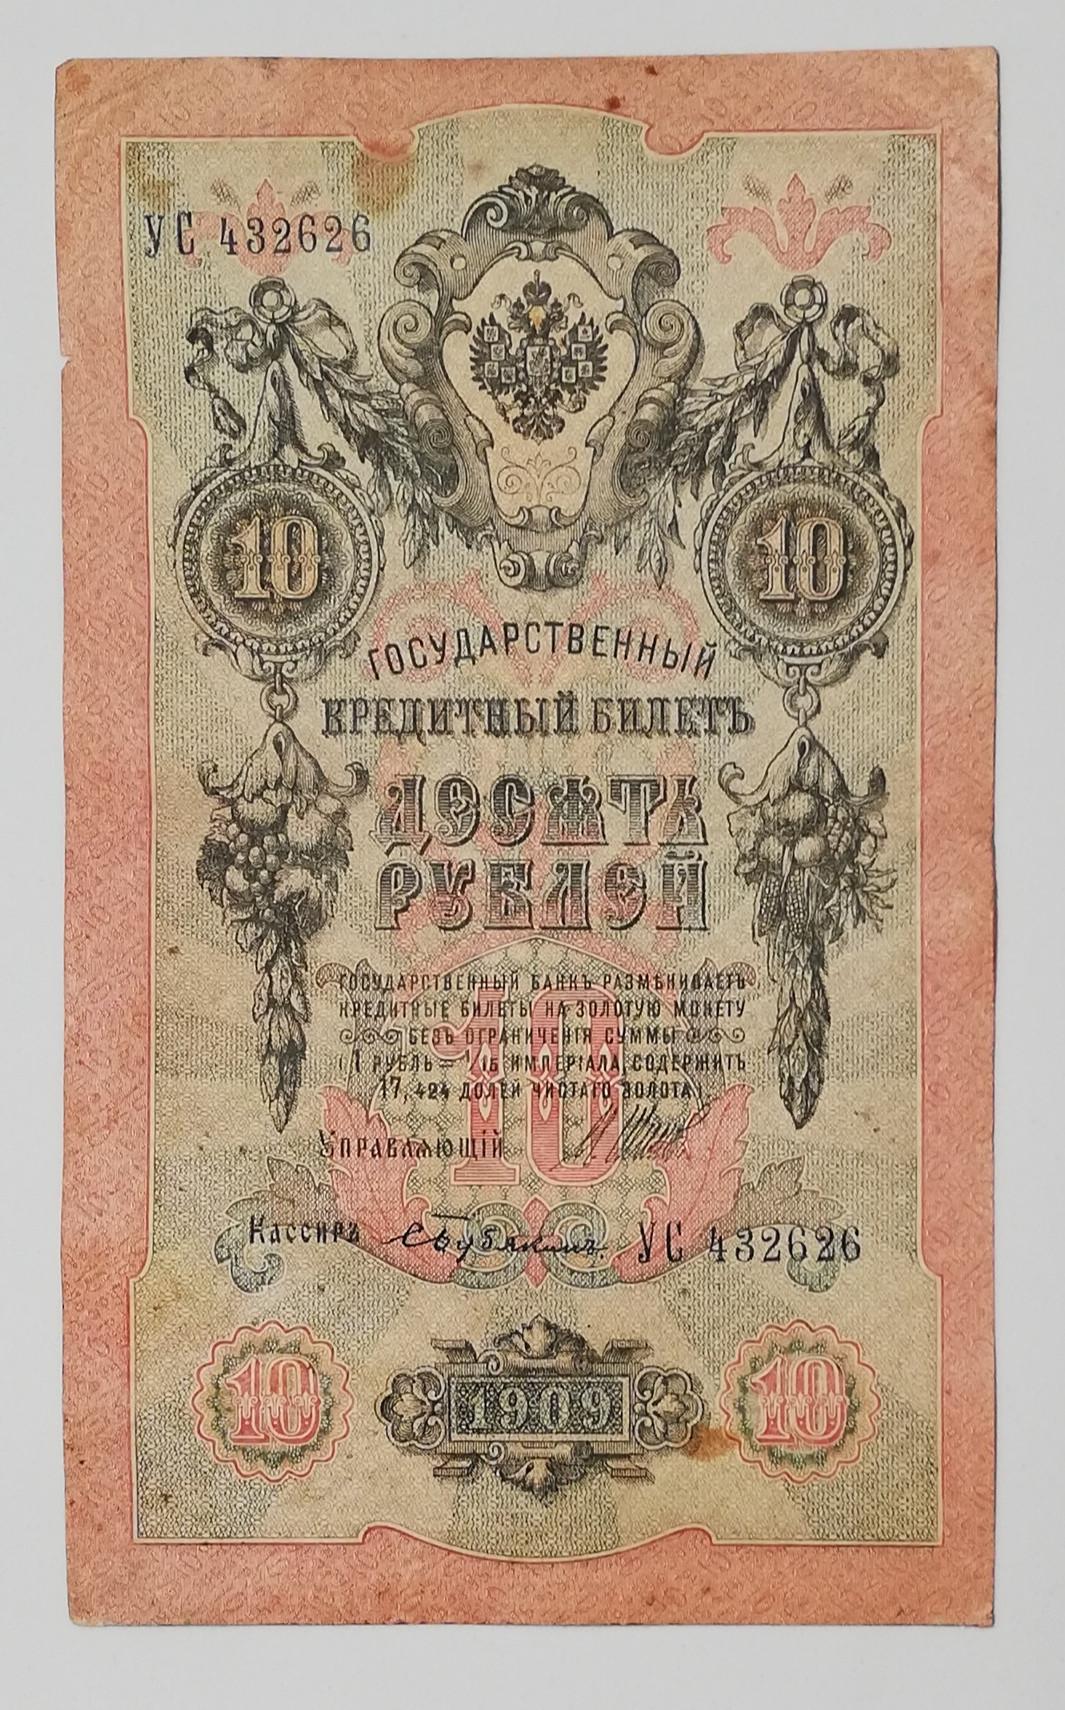 УС 432626
10 10
ГОСУДАРСТВЕННЫЙ
КРЕДИТНЫЙ БИЛЕТЪ
ДЕСЯТЬ
РУБЛЕЙ
ГОСУДАРСТВЕННЫЙ БАНКЪ РАЗМѢНИВАЕТЪ
КРЕДИТНЫЕ БИЛЕТЫ НА ЗОЛОТУЮ МОНЕТУ
БЕЗЪ ОГРАНИЧЕНІЯ СУММЫ
(1 РУБЛЬ = 1/15 ИМПЕРІАЛА, СОДЕРЖИТЪ
17,424 ДОЛЕЙ ЧИСТАГО ЗОЛОТА)
10
Управляющій
Кассиръ УС 432626
10 1909 10